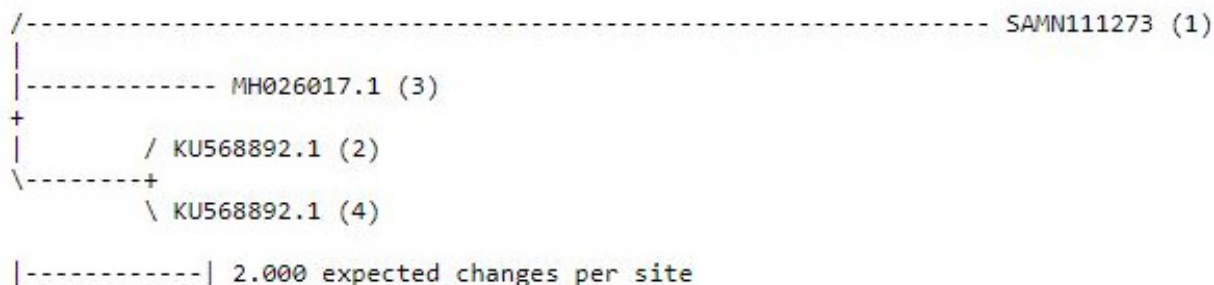 SAMN111273 (1)
MH026017.1 (3)
KU568892.1 (2)
KU568892.1 (4)
2.000 expected changes per site